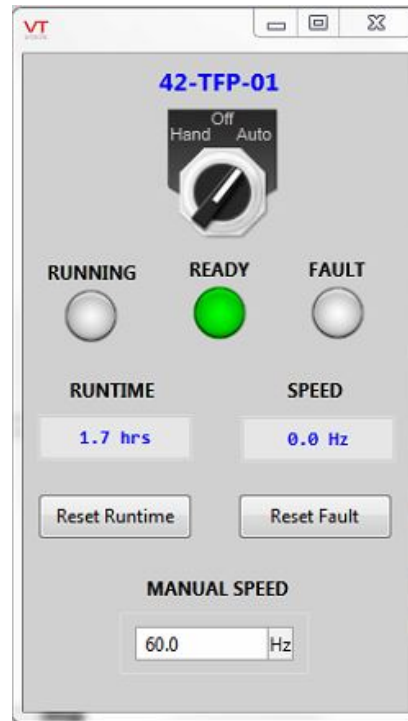 VT
42-TFP-01
Off
Hand Auto
RUNNING READY FAULT
RUNTIME SPEED
1.7 hrs 0.0 Hz
Reset Runtime Reset Fault
MANUAL SPEED
60.0 Hz